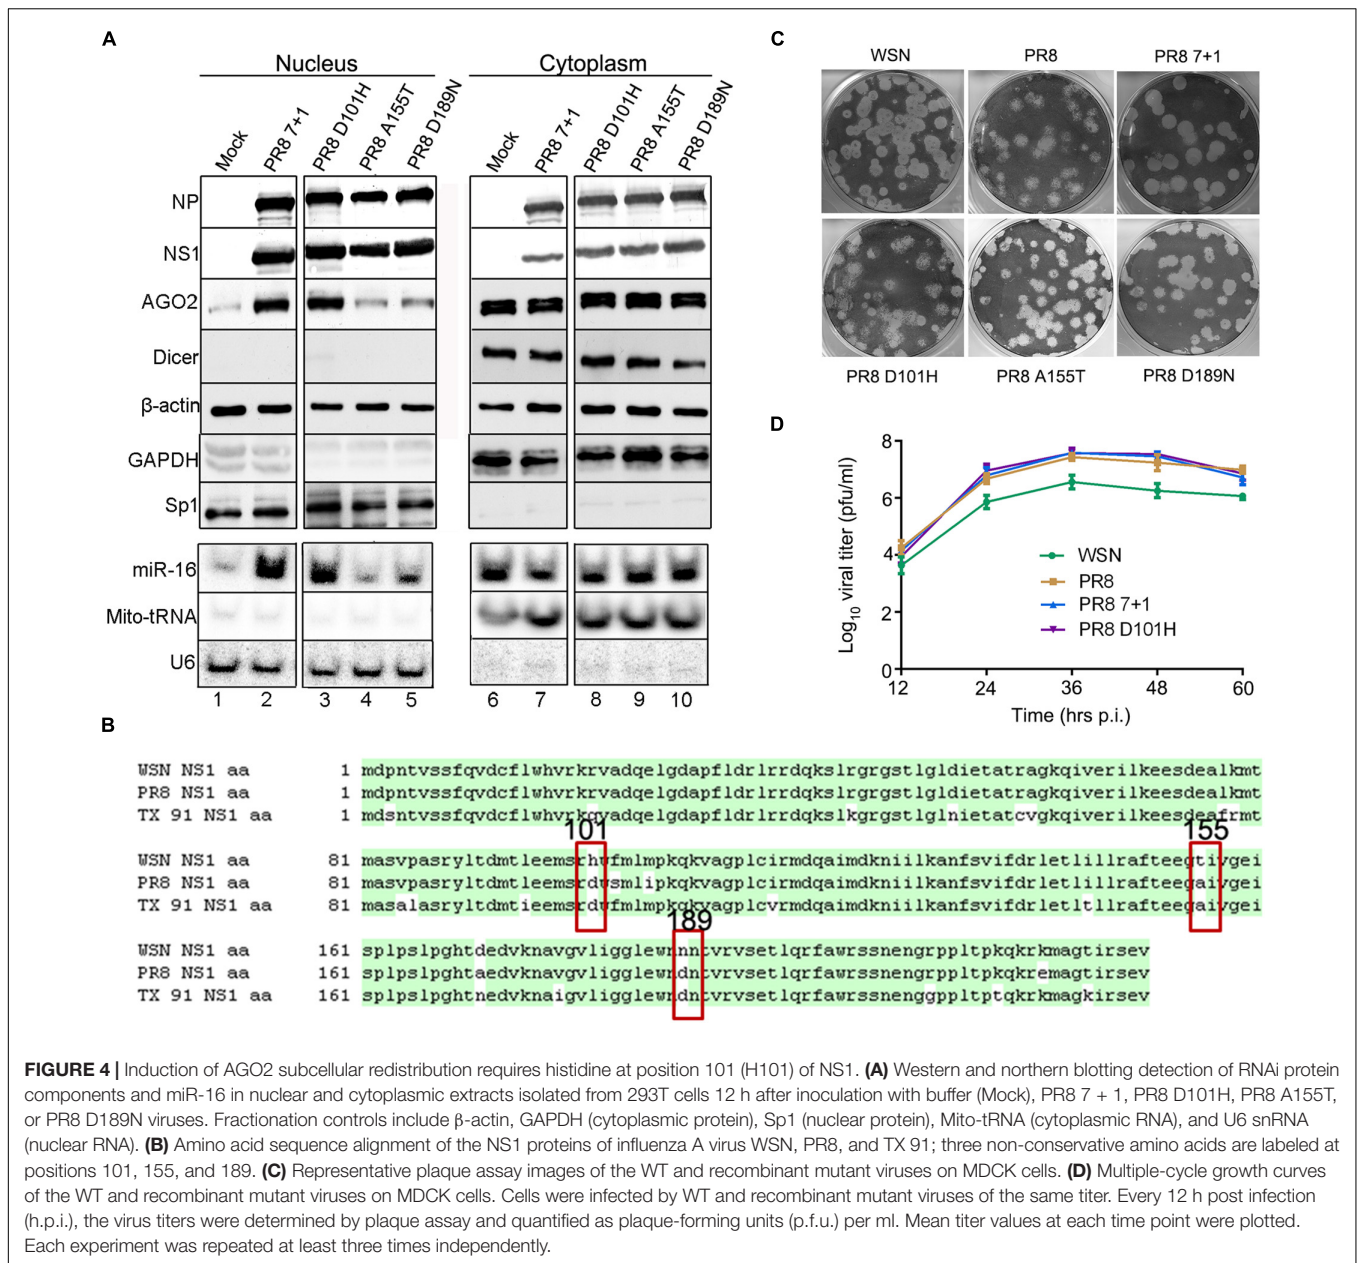 A
Nucleus
Cytoplasm
Mock
PR8 7+1
PR8 D101H
PR8 A155T
PR8 D189N
Mock
PR8 7+1
PR8 D101H
PR8 A155T
PR8 D189N
NP
NS1
AGO2
Dicer
β-actin
GAPDH
Sp1
miR-16
Mito-tRNA
U6
1 2 3 4 5 6 7 8 9 10
C
WSN PR8 PR8 7+1
PR8 D101H PR8 A155T PR8 D189N
D
Log10 viral titer (pfu/ml)
8
6
4
2
0
WSN
PR8
PR8 7+1
PR8 D101H
12 24 36 48 60
Time (hrs p.i.)
B
WSN NS1 aa 1 mdpntvssfqvdcflwhvrkrvadqelgdapfldrlrrdqkslrgrgstlgldietatragkqiverilkeesdealkmt
PR8 NS1 aa 1 mdpntvssfqvdcflwhvrkrvadqelgdapfldrlrrdqkslrgrgstlgldietatragkqiverilkeesdealkmt
TX 91 NS1 aa 1 mdsntvssfqvdcflwhvrkqvadqelgdapfldrlrrdqkslkgrgstlglnietatcvgkqiverilkeesdeafrmt
101 155
WSN NS1 aa 81 masvpasryltdmtleemsrhwfmlmpkqkvagplcirmdqaimdkniilkanfsvifdrletlillrafteegtivgei
PR8 NS1 aa 81 masvpasryltdmtleemsrdwsmlipkqkvagplcirmdqaimdkniilkanfsvifdrletlillrafteegaivgei
TX 91 NS1 aa 81 masalasryltdmtieemsrdwfmlmpkqkvagplcvrmdqaimdkniilkanfsvifdrletltllrafteegaivgei
189
WSN NS1 aa 161 splpslpghtdedvknavgvligglewnnntvrvsetlqrfawrssnengrppltpkqkrkmagtirsev
PR8 NS1 aa 161 splpslpghtaedvknavgvligglewndntvrvsetlqrfawrssnengrppltpkqkremagtirsev
TX 91 NS1 aa 161 splpslpghtnedvknaigvligglewndntvrvsetlqrfawrssnenggppltptqkrkmagkirsev
FIGURE 4 | Induction of AGO2 subcellular redistribution requires histidine at position 101 (H101) of NS1. (A) Western and northern blotting detection of RNAi protein
components and miR-16 in nuclear and cytoplasmic extracts isolated from 293T cells 12 h after inoculation with buffer (Mock), PR8 7 + 1, PR8 D101H, PR8 A155T,
or PR8 D189N viruses. Fractionation controls include β-actin, GAPDH (cytoplasmic protein), Sp1 (nuclear protein), Mito-tRNA (cytoplasmic RNA), and U6 snRNA
(nuclear RNA). (B) Amino acid sequence alignment of the NS1 proteins of influenza A virus WSN, PR8, and TX 91; three non-conservative amino acids are labeled at
positions 101, 155, and 189. (C) Representative plaque assay images of the WT and recombinant mutant viruses on MDCK cells. (D) Multiple-cycle growth curves
of the WT and recombinant mutant viruses on MDCK cells. Cells were infected by WT and recombinant mutant viruses of the same titer. Every 12 h post infection
(h.p.i.), the virus titers were determined by plaque assay and quantified as plaque-forming units (p.f.u.) per ml. Mean titer values at each time point were plotted.
Each experiment was repeated at least three times independently.